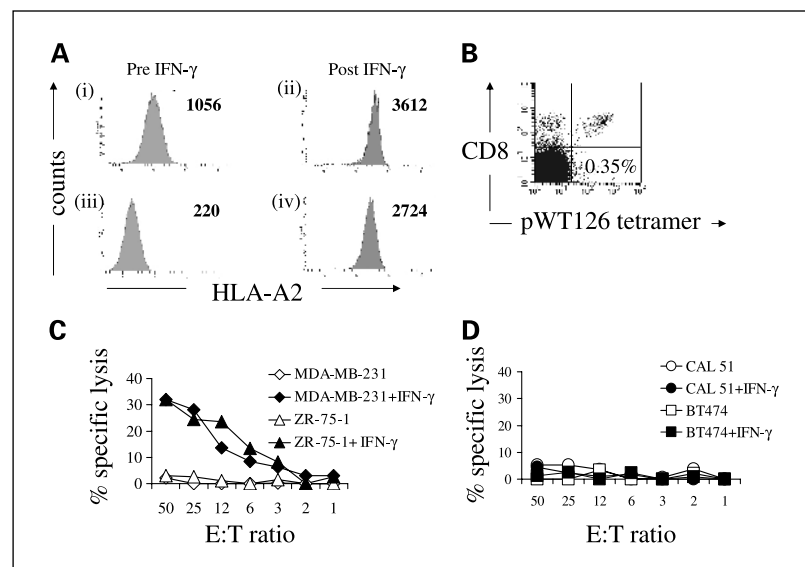 A
Pre IFN-γ
Post IFN-γ
(i)
1056
(ii)
3612
(iii)
220
(iv)
2724
counts
HLA-A2
B
CD8
0.35%
pWT126 tetramer
C
% specific lysis
40
30
20
10
0
50 25 12 6 3 2 1
E:T ratio
MDA-MB-231
MDA-MB-231+IFN-γ
ZR-75-1
ZR-75-1+IFN-γ
D
% specific lysis
40
30
20
10
0
50 25 12 6 3 2 1
E:T ratio
CAL 51
CAL 51+IFN-γ
BT474
BT474+IFN-γ